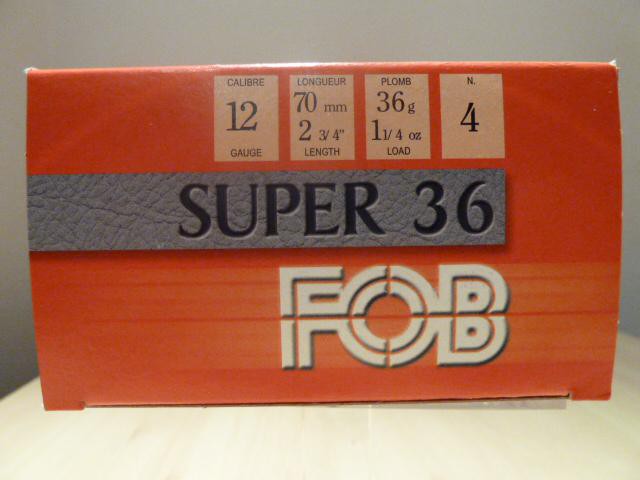 CALIBRE LONGUEUR PLOMB N.
12 70 mm 36 g 4
2 3/4" 1 1/4 oz
GAUGE LENGTH LOAD
SUPER 36
FOB